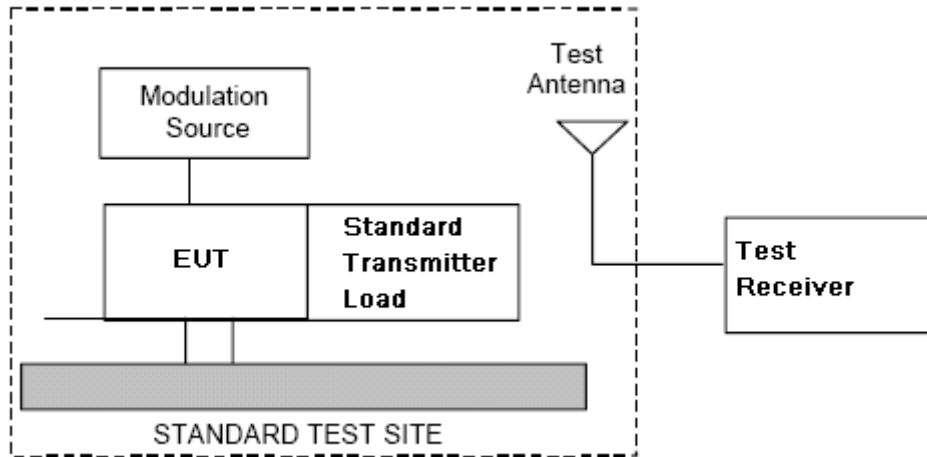 Test
Antenna
Modulation
Source
EUT
Standard
Transmitter
Load
Test
Receiver
STANDARD TEST SITE